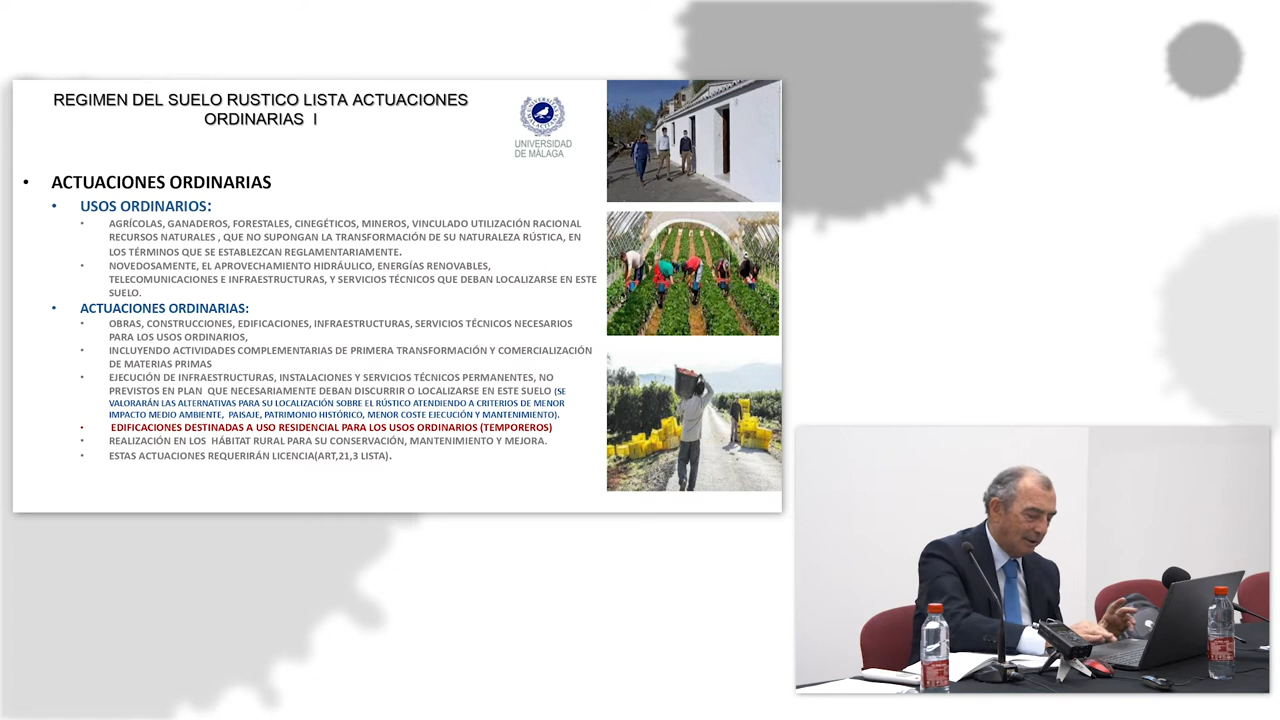 REGIMEN DEL SUELO RUSTICO LISTA ACTUACIONES
ORDINARIAS I
UNIVERSIDAD
DE MÁLAGA
• ACTUACIONES ORDINARIAS
• USOS ORDINARIOS:
• AGRÍCOLAS, GANADEROS, FORESTALES, CINEGÉTICOS, MINEROS, VINCULADO UTILIZACIÓN RACIONAL
RECURSOS NATURALES , QUE NO SUPONGAN LA TRANSFORMACIÓN DE SU NATURALEZA RÚSTICA, EN
LOS TÉRMINOS QUE SE ESTABLEZCAN REGLAMENTARIAMENTE.
• NOVEDOSAMENTE, EL APROVECHAMIENTO HIDRÁULICO, ENERGÍAS RENOVABLES,
TELECOMUNICACIONES E INFRAESTRUCTURAS, Y SERVICIOS TÉCNICOS QUE DEBAN LOCALIZARSE EN ESTE
SUELO.
• ACTUACIONES ORDINARIAS:
• OBRAS, CONSTRUCCIONES, EDIFICACIONES, INFRAESTRUCTURAS, SERVICIOS TÉCNICOS NECESARIOS
PARA LOS USOS ORDINARIOS,
• INCLUYENDO ACTIVIDADES COMPLEMENTARIAS DE PRIMERA TRANSFORMACIÓN Y COMERCIALIZACIÓN
DE MATERIAS PRIMAS
• EJECUCIÓN DE INFRAESTRUCTURAS, INSTALACIONES Y SERVICIOS TÉCNICOS PERMANENTES, NO
PREVISTOS EN PLAN QUE NECESARIAMENTE DEBAN DISCURRIR O LOCALIZARSE EN ESTE SUELO (SE
VALORARÁN LAS ALTERNATIVAS PARA SU LOCALIZACIÓN SOBRE EL RÚSTICO ATENDIENDO A CRITERIOS DE MENOR
IMPACTO MEDIO AMBIENTE, PAISAJE, PATRIMONIO HISTÓRICO, MENOR COSTE EJECUCIÓN Y MANTENIMIENTO).
• EDIFICACIONES DESTINADAS A USO RESIDENCIAL PARA LOS USOS ORDINARIOS (TEMPOREROS)
• REALIZACIÓN EN LOS HÁBITAT RURAL PARA SU CONSERVACIÓN, MANTENIMIENTO Y MEJORA.
• ESTAS ACTUACIONES REQUERIRÁN LICENCIA(ART,21,3 LISTA).